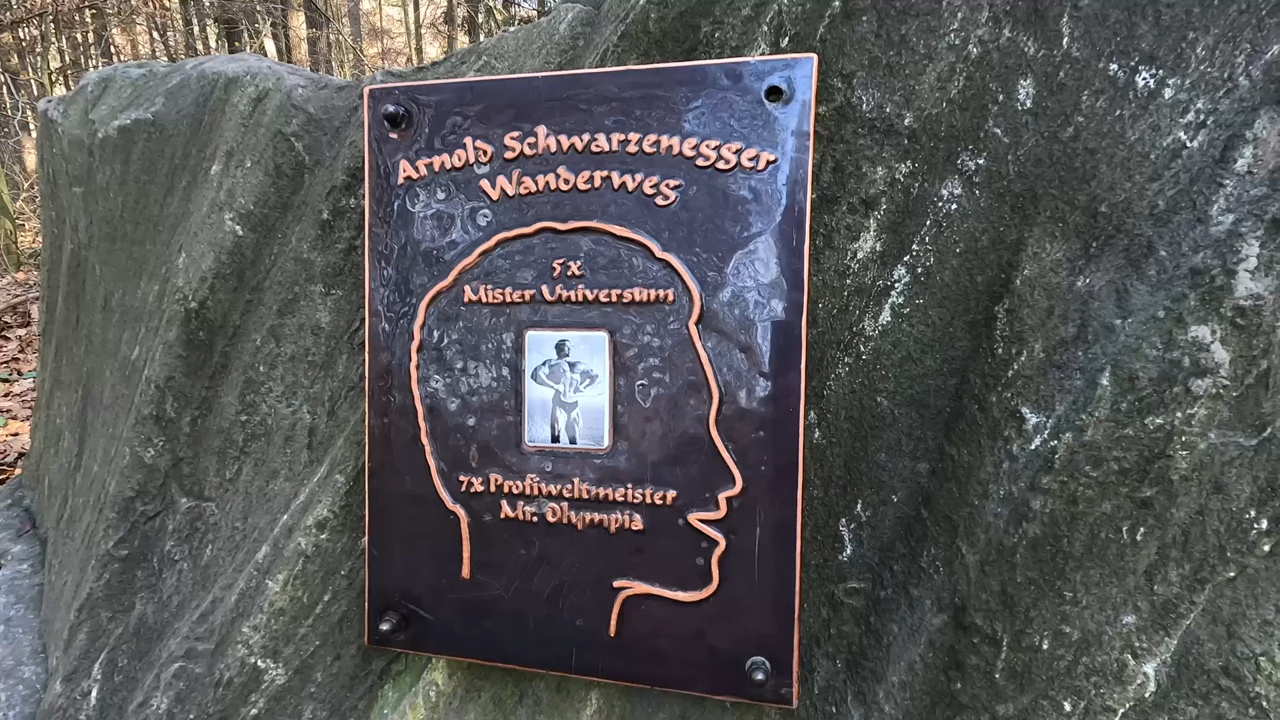 Arnold Schwarzenegger
Wanderweg
5x
Mister Universum
7x Profiweltmeister
Mr. Olympia